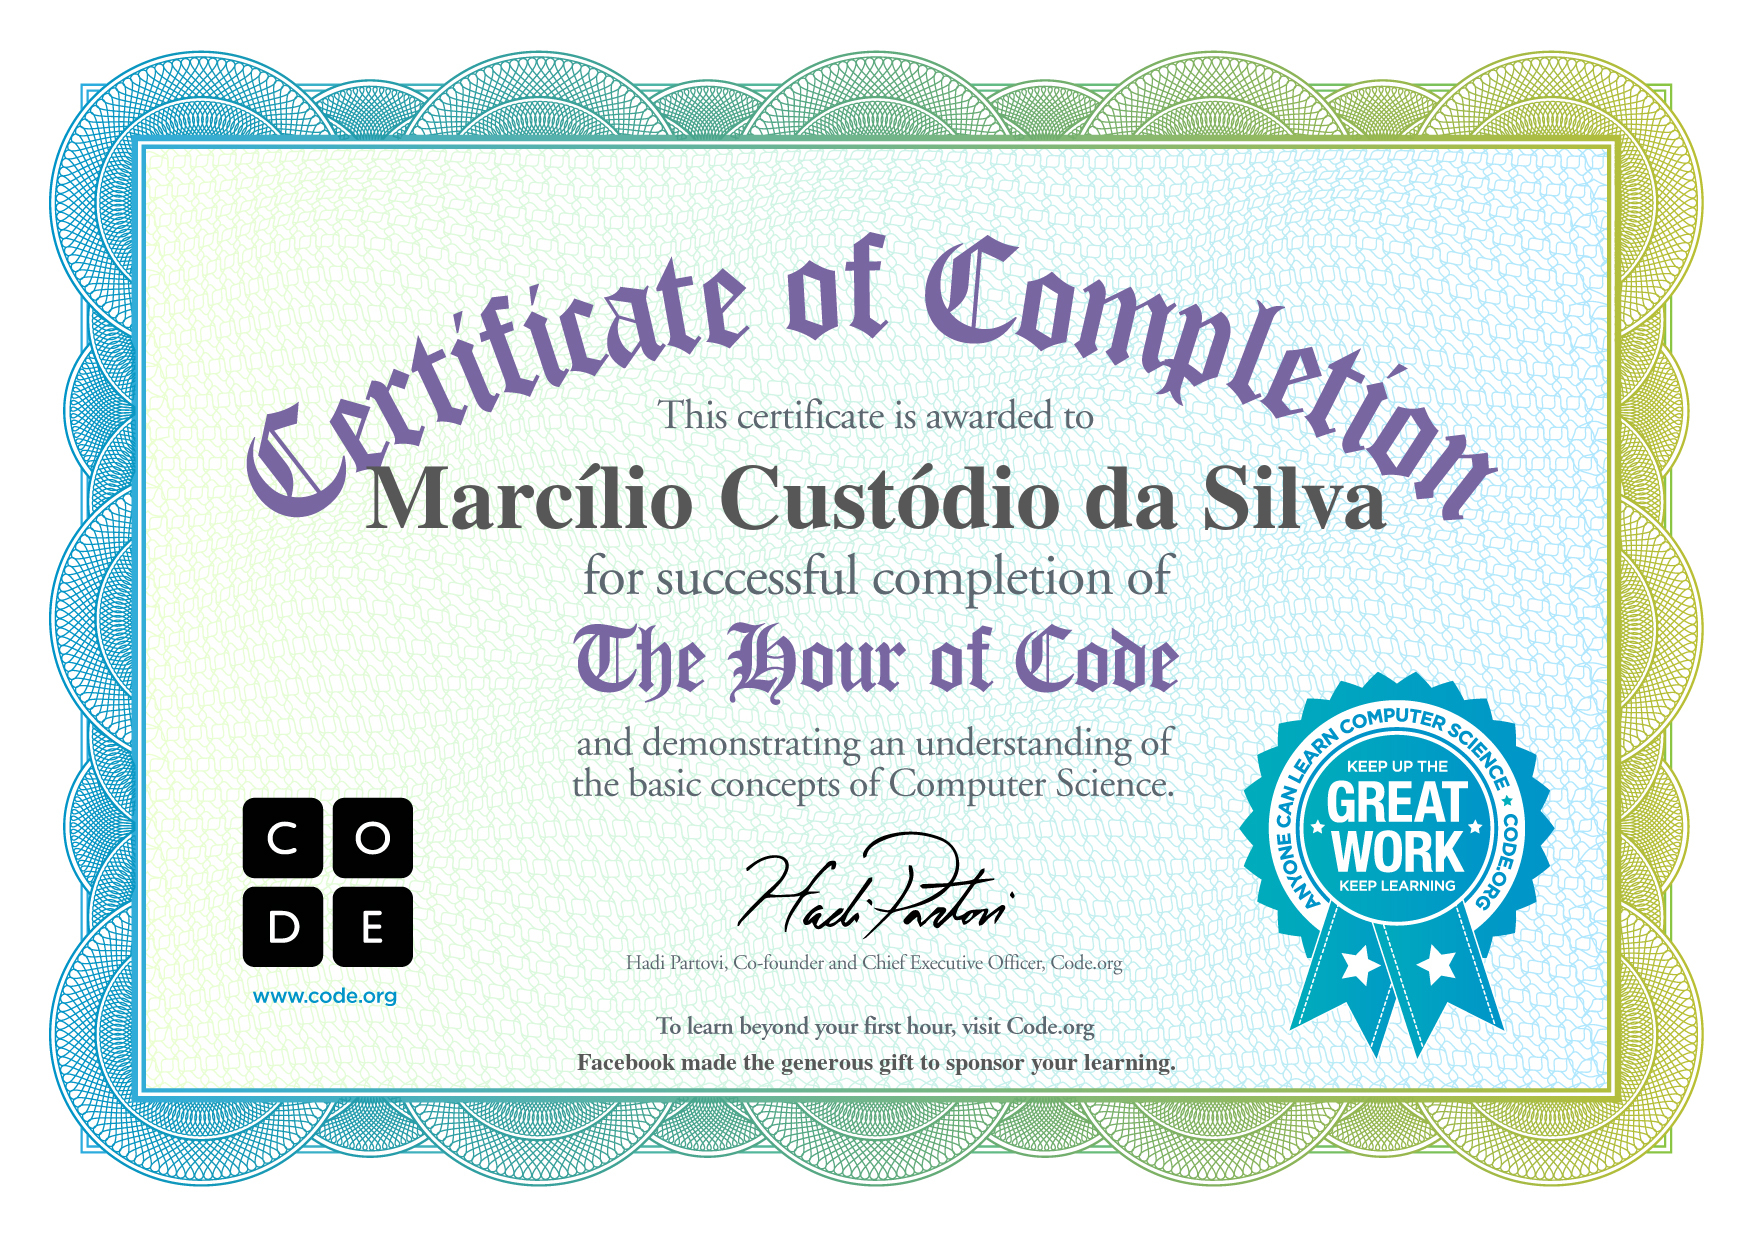 Certificate of Completion
This certificate is awarded to
Marcílio Custódio da Silva
for successful completion of
The Hour of Code
and demonstrating an understanding of
the basic concepts of Computer Science.
C O
D E
www.code.org
Hadi Partovi
Hadi Partovi, Co-founder and Chief Executive Officer, Code.org
To learn beyond your first hour, visit Code.org
Facebook made the generous gift to sponsor your learning.
ANYONE CAN LEARN COMPUTER SCIENCE ★ CODE.ORG
KEEP UP THE
GREAT
WORK
KEEP LEARNING